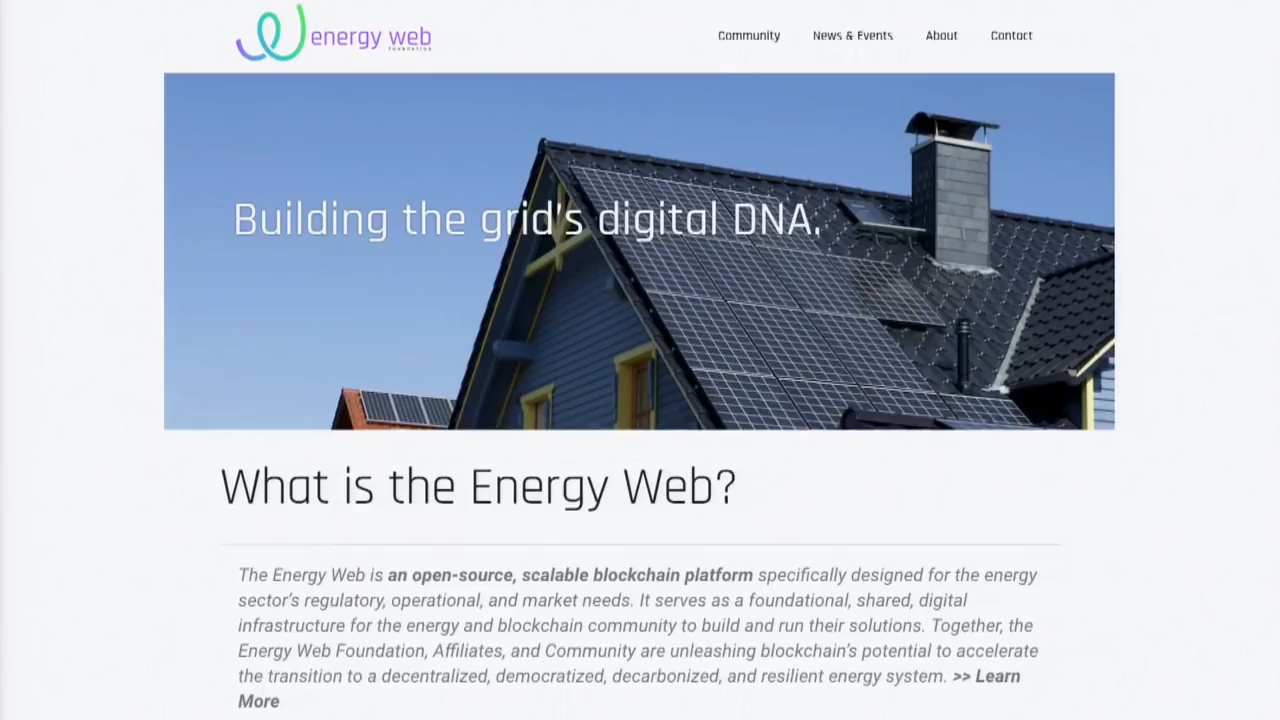 energy web
FOUNDATION
Community News & Events About Contact
Building the grid's digital DNA.
What is the Energy Web?
The Energy Web is an open-source, scalable blockchain platform specifically designed for the energy
sector's regulatory, operational, and market needs. It serves as a foundational, shared, digital
infrastructure for the energy and blockchain community to build and run their solutions. Together, the
Energy Web Foundation, Affiliates, and Community are unleashing blockchain's potential to accelerate
the transition to a decentralized, democratized, decarbonized, and resilient energy system. >> Learn
More